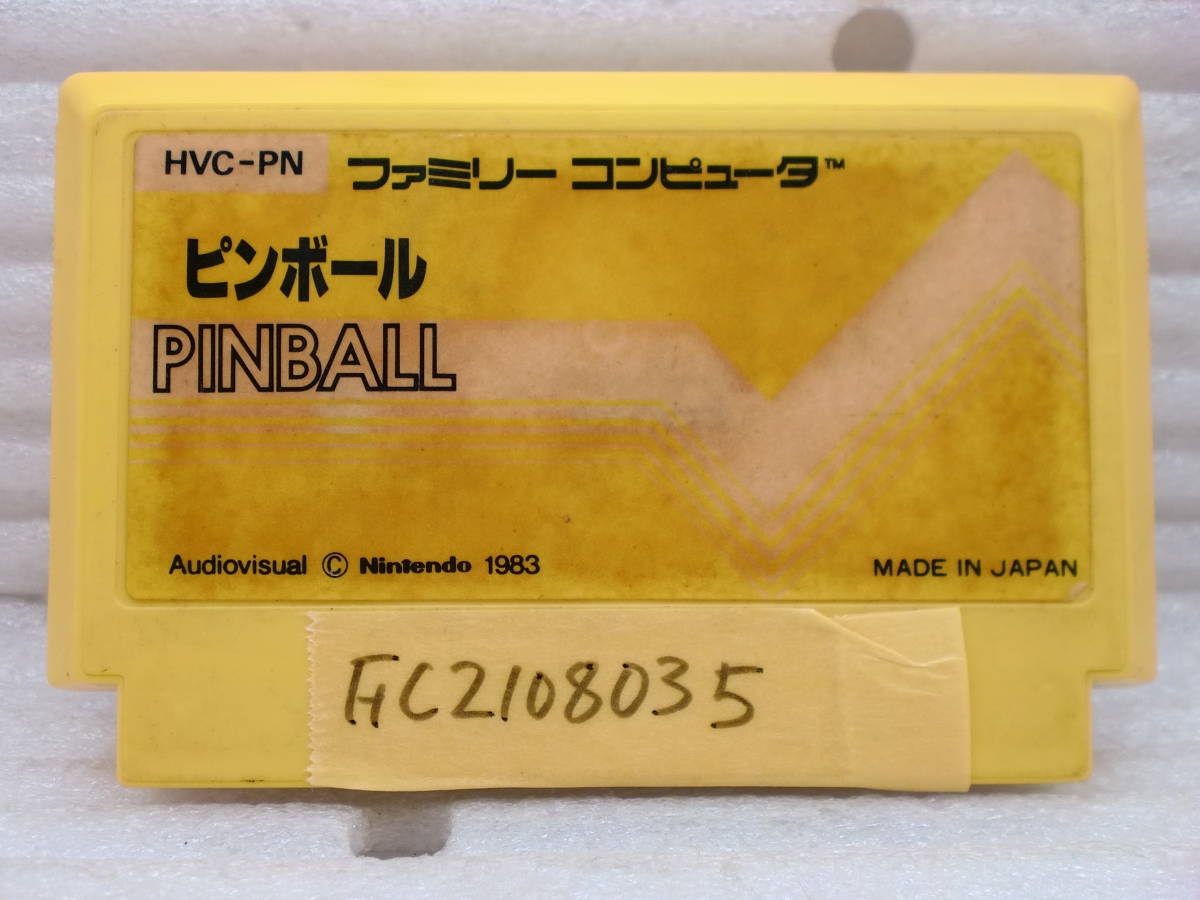 HVC-PN ファミリー コンピュータ™
ピンボール
PINBALL
Audiovisual © Nintendo 1983 MADE IN JAPAN
FC2108035